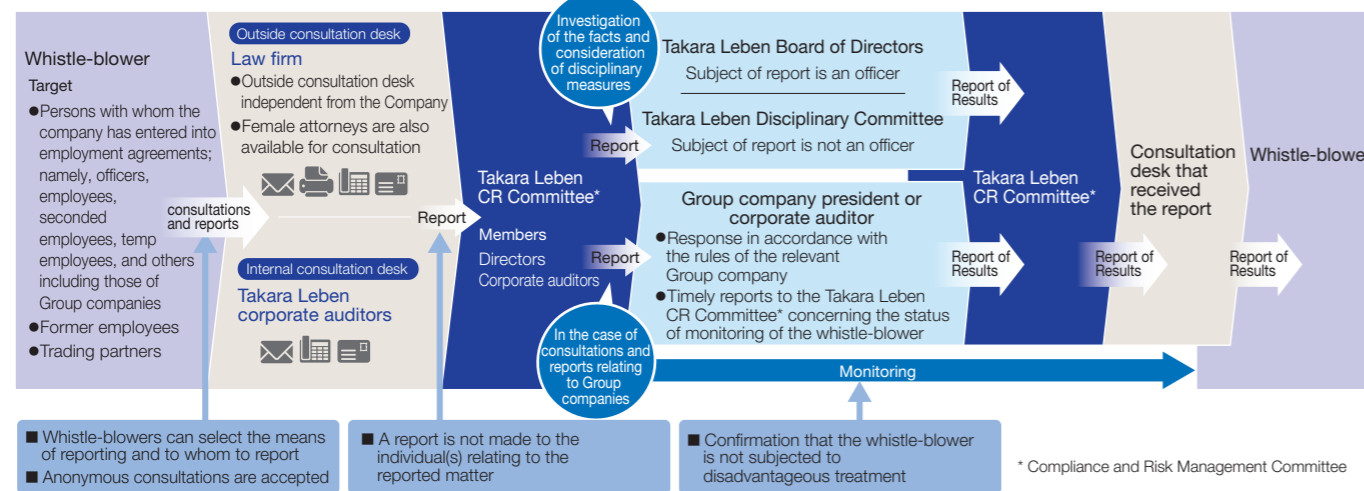 Whistle-blower
Target
●Persons with whom the
company has entered into
employment agreements;
namely, officers,
employees,
seconded
employees, temp
employees, and others
including those of
Group companies
●Former employees
●Trading partners
consultations
and reports
Outside consultation desk
Law firm
●Outside consultation desk
independent from the Company
●Female attorneys are also
available for consultation
Internal consultation desk
Takara Leben
corporate auditors
Report
Takara Leben
CR Committee*
Members
Directors
Corporate auditors
Investigation
of the facts and
consideration
of disciplinary
measures
Report
Takara Leben Board of Directors
Subject of report is an officer
Takara Leben Disciplinary Committee
Subject of report is not an officer
Report of
Results
Report
In the case of
consultations and
reports relating
to Group
companies
Group company president or
corporate auditor
●Response in accordance with
the rules of the relevant
Group company
●Timely reports to the Takara Leben
CR Committee* concerning the status
of monitoring of the whistle-blower
Report of
Results
Takara Leben
CR Committee*
Report of
Results
Consultation
desk that
received
the report
Report of
Results
Whistle-blower
Monitoring
■ Whistle-blowers can select the means
of reporting and to whom to report
■ Anonymous consultations are accepted
■ A report is not made to the
individual(s) relating to the
reported matter
■ Confirmation that the whistle-blower
is not subjected to
disadvantageous treatment
* Compliance and Risk Management Committee